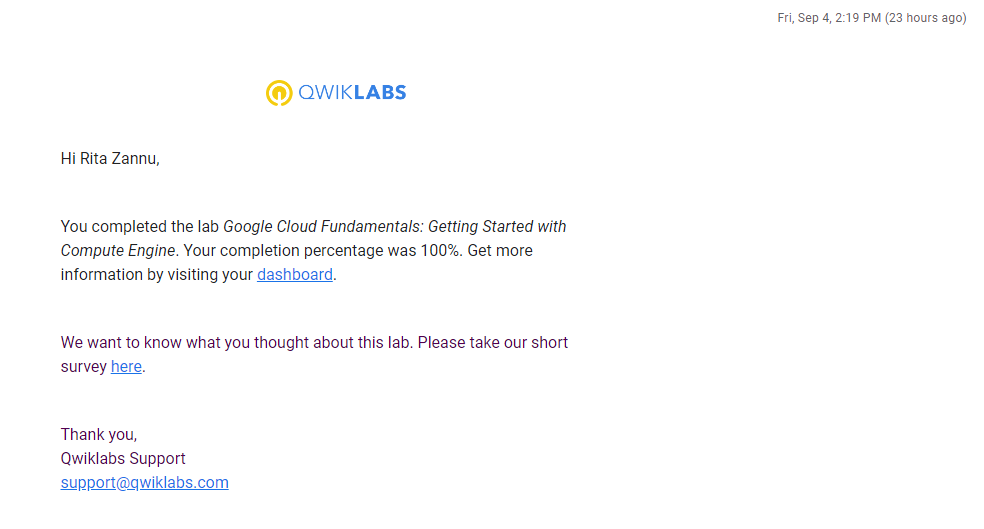 Fri, Sep 4, 2:19 PM (23 hours ago)
QWIKLABS
Hi Rita Zannu,
You completed the lab Google Cloud Fundamentals: Getting Started with
Compute Engine. Your completion percentage was 100%. Get more
information by visiting your dashboard.
We want to know what you thought about this lab. Please take our short
survey here.
Thank you,
Qwiklabs Support
support@qwiklabs.com